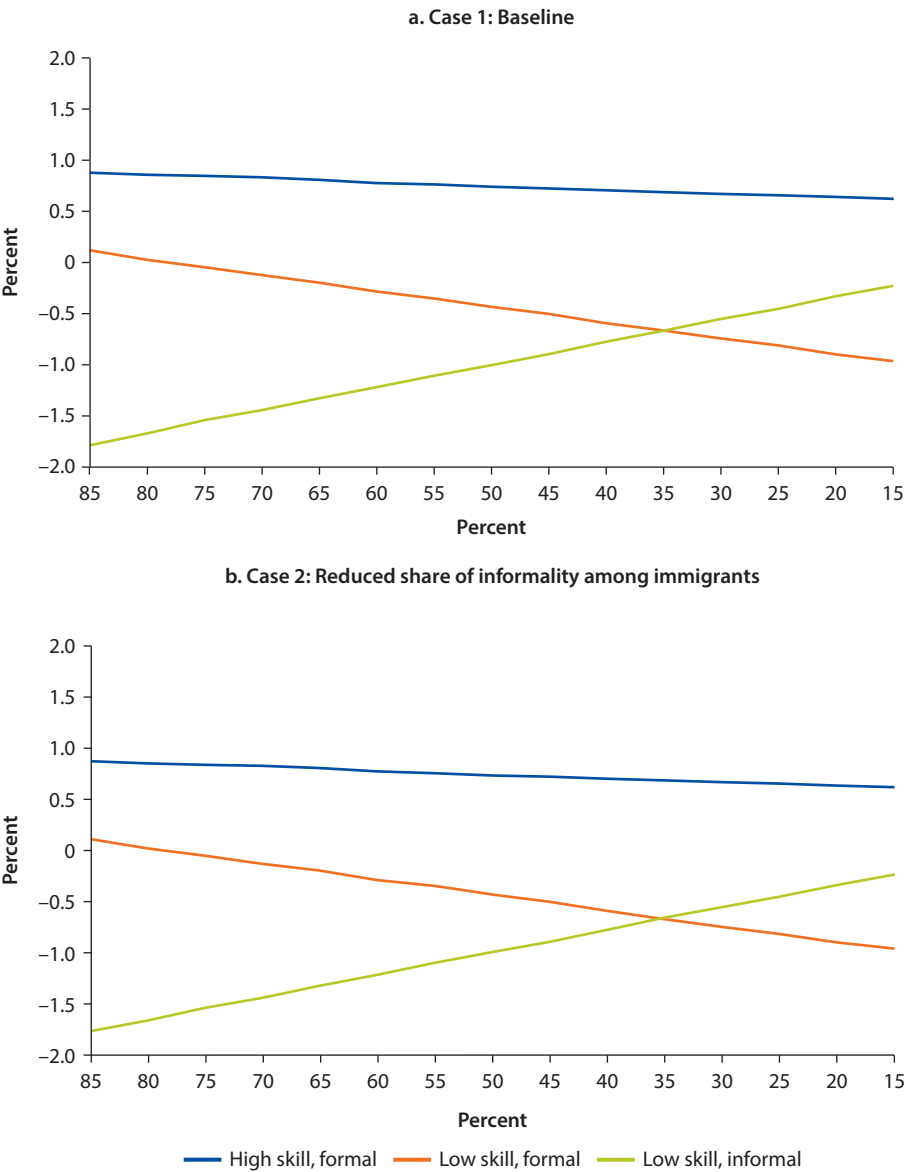 a. Case 1: Baseline
2.0
1.5
1.0
0.5
0
–0.5
–1.0
–1.5
–2.0
Percent
85 80 75 70 65 60 55 50 45 40 35 30 25 20 15
Percent
b. Case 2: Reduced share of informality among immigrants
2.0
1.5
1.0
0.5
0
–0.5
–1.0
–1.5
–2.0
Percent
85 80 75 70 65 60 55 50 45 40 35 30 25 20 15
Percent
High skill, formal Low skill, formal Low skill, informal